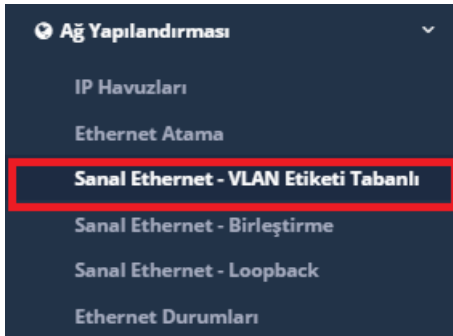 Ağ Yapılandırması
IP Havuzları
Ethernet Atama
Sanal Ethernet - VLAN Etiketi Tabanlı
Sanal Ethernet - Birleştirme
Sanal Ethernet - Loopback
Ethernet Durumları